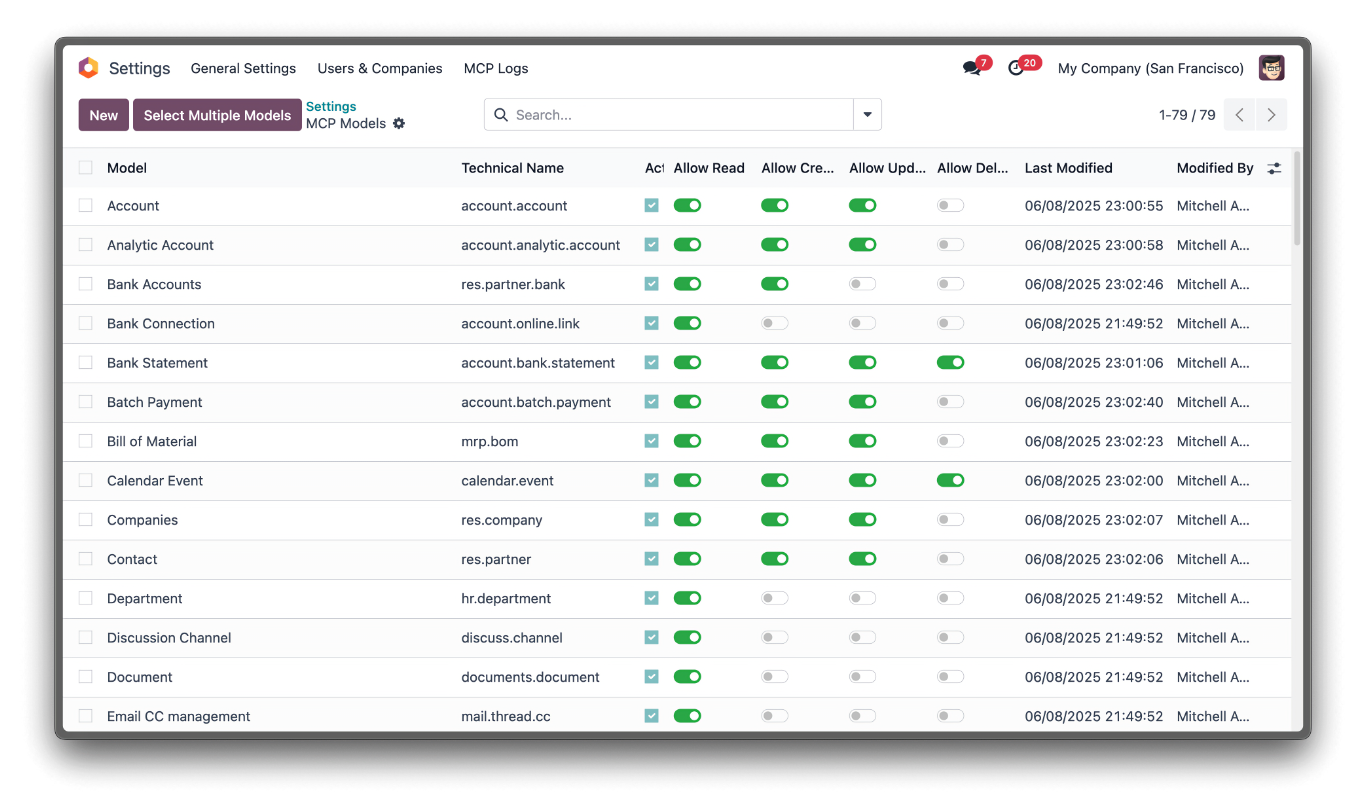 Settings General Settings Users & Companies MCP Logs 7 20 My Company (San Francisco)
New Select Multiple Models Settings Search... 1-79 / 79
MCP Models
Model Technical Name Act Allow Read Allow Cre... Allow Upd... Allow Del... Last Modified Modified By
Account account.account 06/08/2025 23:00:55 Mitchell A...
Analytic Account account.analytic.account 06/08/2025 23:00:58 Mitchell A...
Bank Accounts res.partner.bank 06/08/2025 23:02:46 Mitchell A...
Bank Connection account.online.link 06/08/2025 21:49:52 Mitchell A...
Bank Statement account.bank.statement 06/08/2025 23:01:06 Mitchell A...
Batch Payment account.batch.payment 06/08/2025 23:02:40 Mitchell A...
Bill of Material mrp.bom 06/08/2025 23:02:23 Mitchell A...
Calendar Event calendar.event 06/08/2025 23:02:00 Mitchell A...
Companies res.company 06/08/2025 23:02:07 Mitchell A...
Contact res.partner 06/08/2025 23:02:06 Mitchell A...
Department hr.department 06/08/2025 21:49:52 Mitchell A...
Discussion Channel discuss.channel 06/08/2025 21:49:52 Mitchell A...
Document documents.document 06/08/2025 21:49:52 Mitchell A...
Email CC management mail.thread.cc 06/08/2025 21:49:52 Mitchell A...